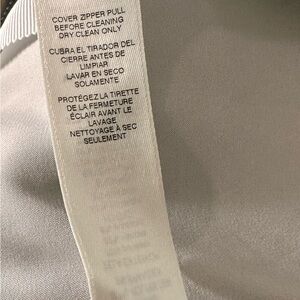 COVER ZIPPER PULL
BEFORE CLEANING
DRY CLEAN ONLY
CUBRA EL TIRADOR DEL
CIERRE ANTES DE
LIMPIAR
LAVAR EN SECO
SOLAMENTE
PROTÉGEZ LA TIRETTE
DE LA FERMETURE
ÉCLAIR AVANT LE
LAVAGE
NETTOYAGE À SEC
SEULEMENT